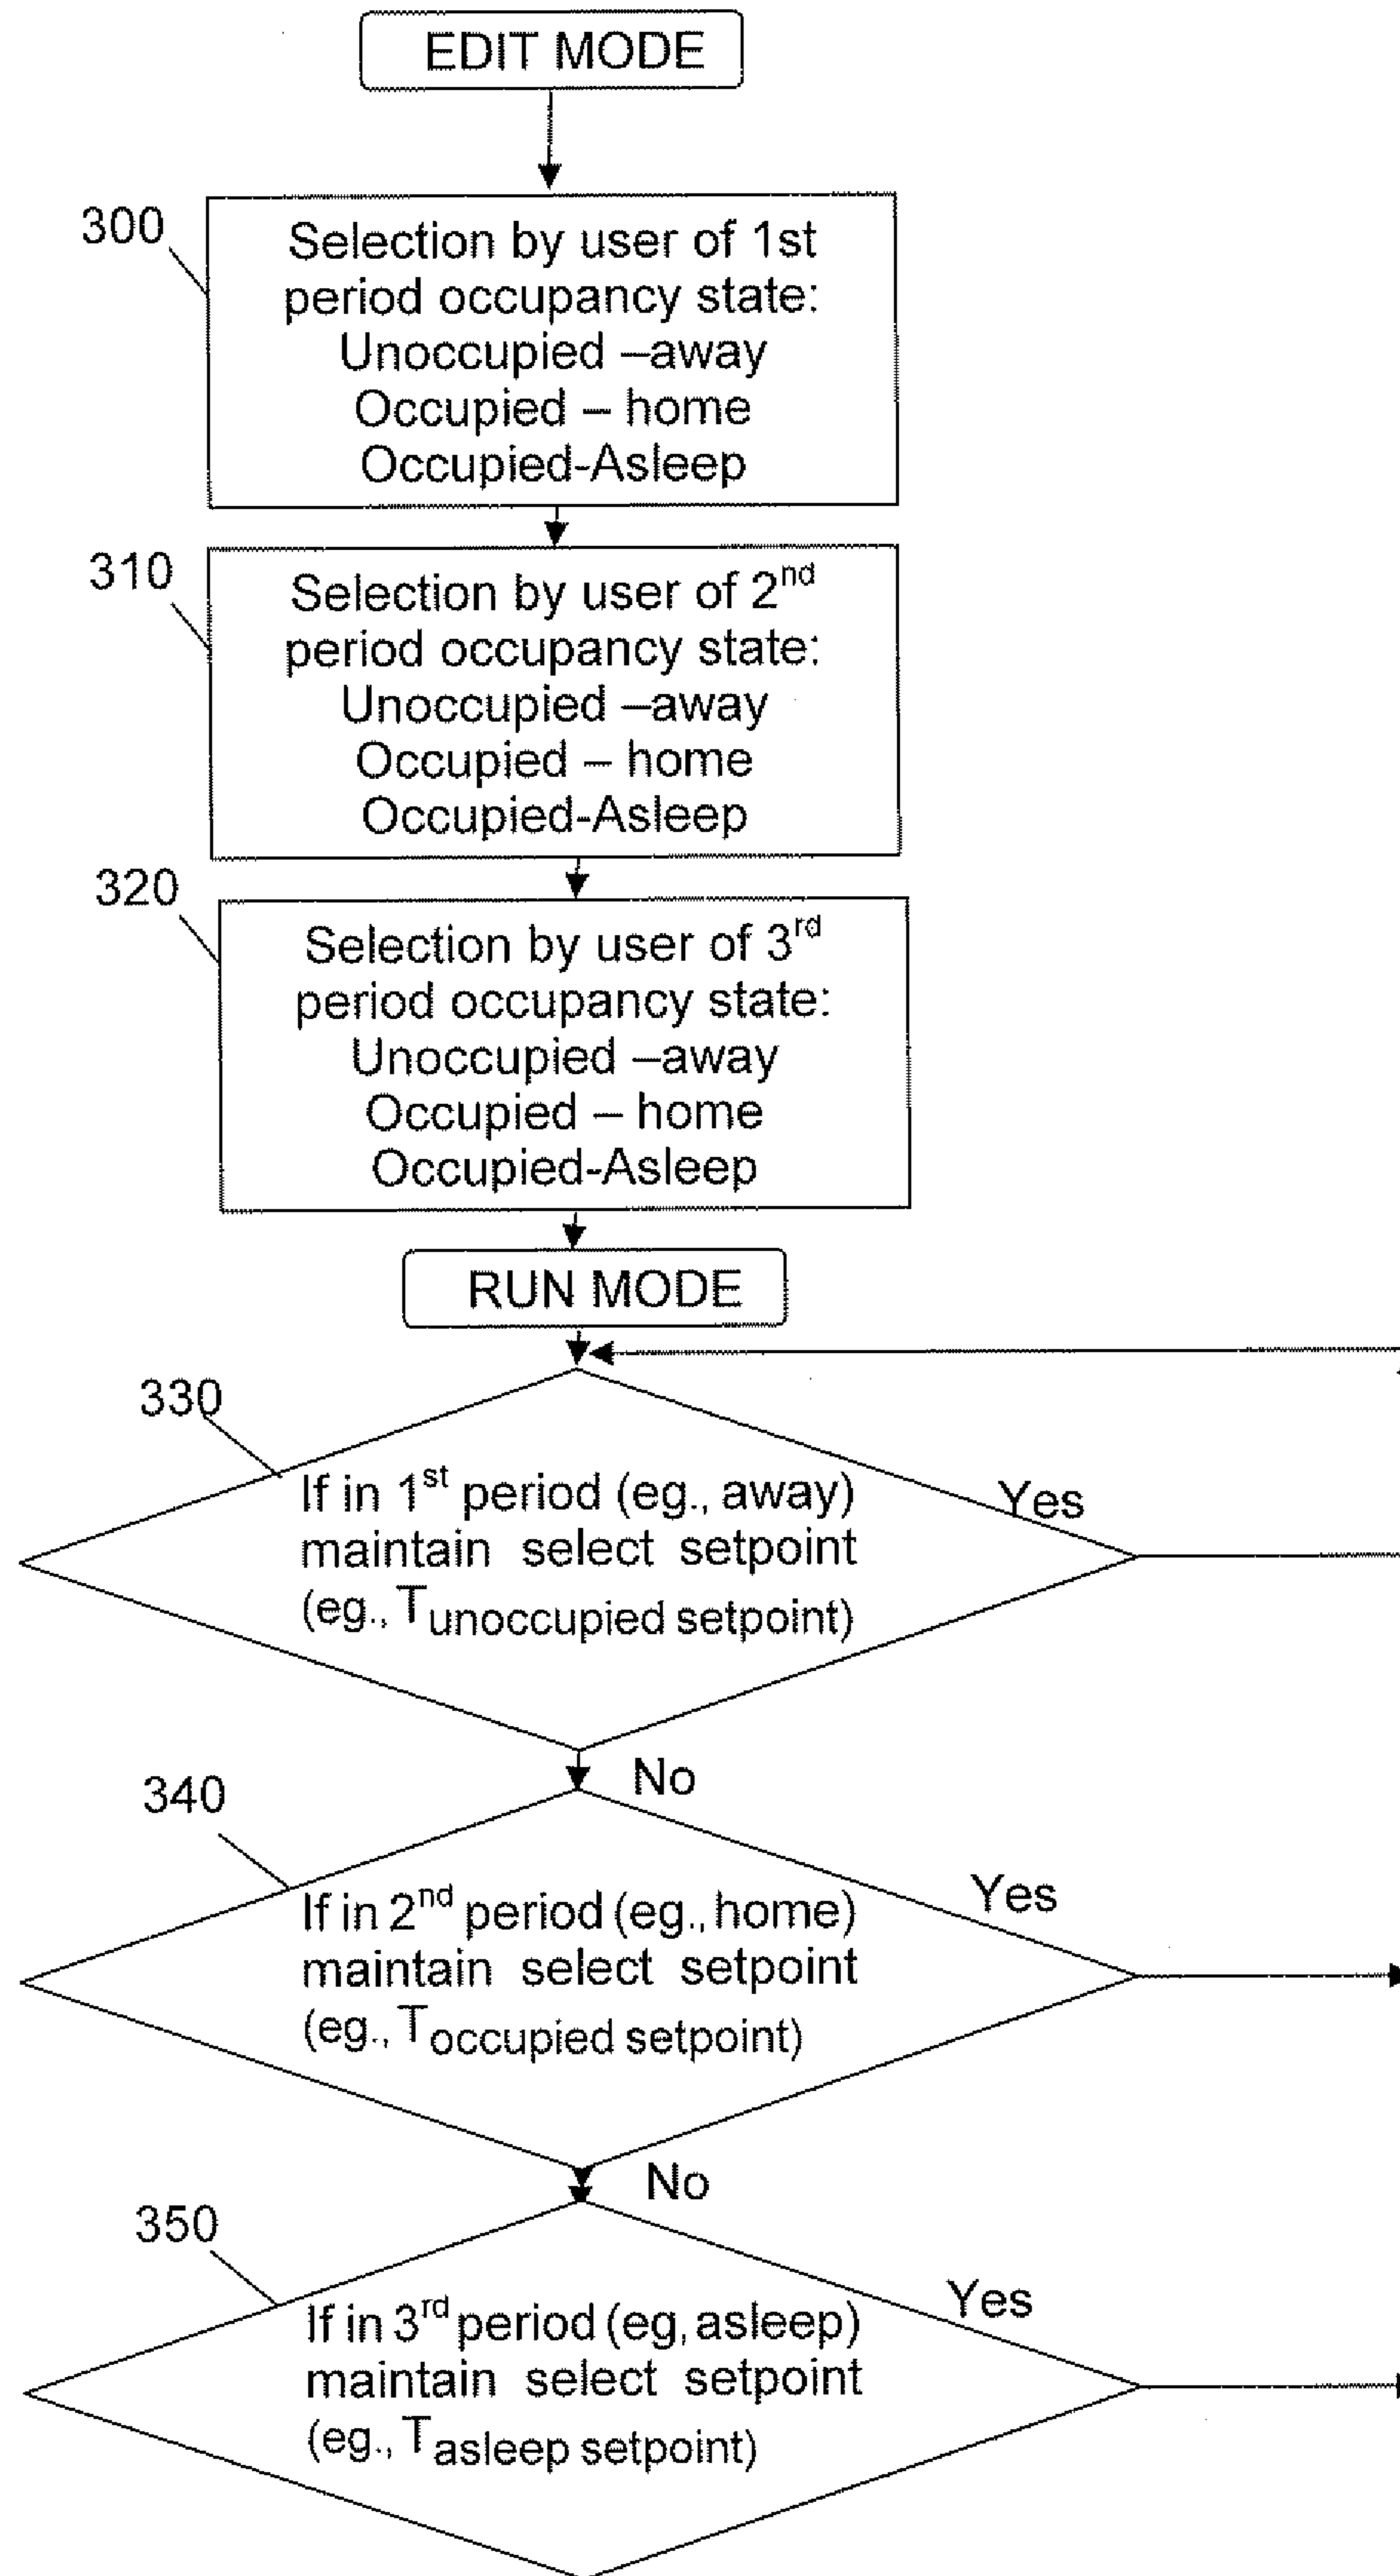 EDIT MODE
300
Selection by user of 1st
period occupancy state:
Unoccupied –away
Occupied – home
Occupied-Asleep
310
Selection by user of 2nd
period occupancy state:
Unoccupied –away
Occupied – home
Occupied-Asleep
320
Selection by user of 3rd
period occupancy state:
Unoccupied –away
Occupied – home
Occupied-Asleep
RUN MODE
330
If in 1st period (eg., away)
maintain select setpoint
(eg., Tunoccupied setpoint)
Yes
No
340
If in 2nd period (eg., home)
maintain select setpoint
(eg., Toccupied setpoint)
Yes
No
350
If in 3rd period (eg, asleep)
maintain select setpoint
(eg., Tasleep setpoint)
Yes